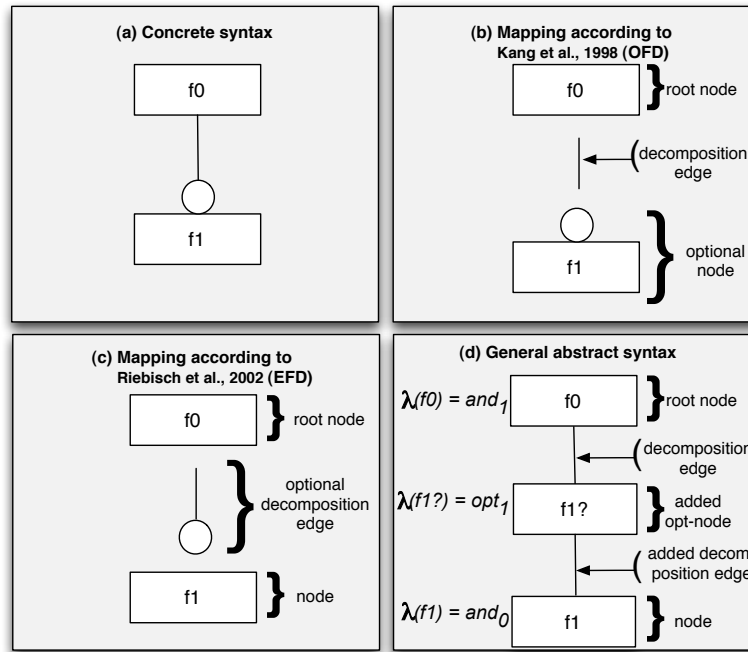 (a) Concrete syntax
f0
f1
(b) Mapping according to
Kang et al., 1998 (OFD)
f0
root node
(decomposition
edge
f1
optional
node
(c) Mapping according to
Riebisch et al., 2002 (EFD)
f0
root node
optional
decomposition
edge
f1
node
(d) General abstract syntax
λ(f0) = and1
f0
root node
(decomposition
edge
λ(f1?) = opt1
f1?
added
opt-node
(added decom
position edge
λ(f1) = and0
f1
node